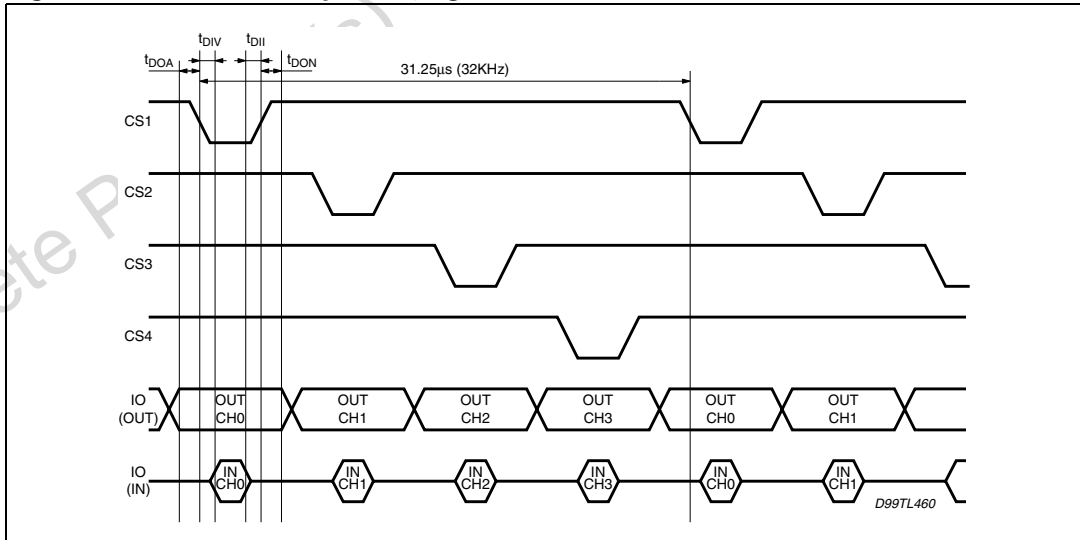 tDIV tDII
tDOA tDON
31.25µs (32KHz)
CS1
CS2
CS3
CS4
IO
(OUT)
OUT
CH0
OUT
CH1
OUT
CH2
OUT
CH3
OUT
CH0
OUT
CH1
IO
(IN)
IN
CH0
IN
CH1
IN
CH2
IN
CH3
IN
CH0
IN
CH1
D99TL460